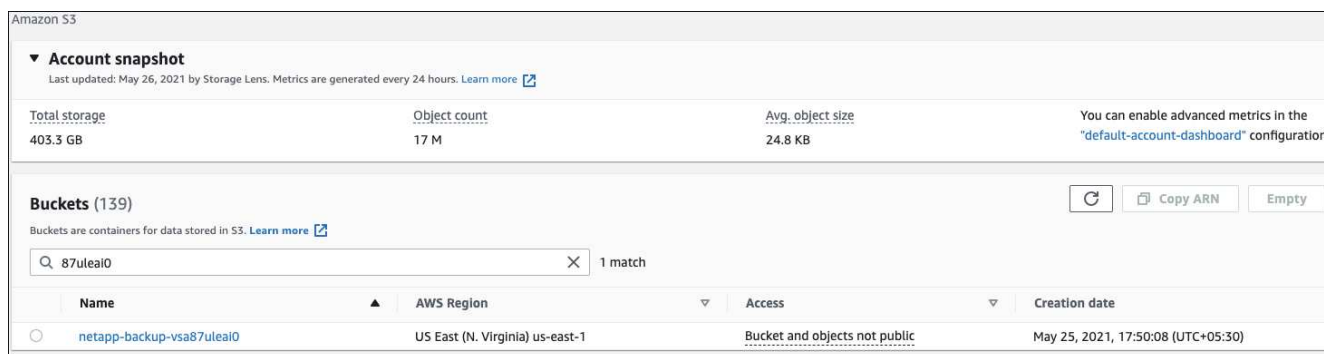 Amazon S3
▼ Account snapshot
Last updated: May 26, 2021 by Storage Lens. Metrics are generated every 24 hours. Learn more
Total storage
Object count
Avg. object size
You can enable advanced metrics in the
403.3 GB
17 M
24.8 KB
"default-account-dashboard" configuration
Buckets (139)
Copy ARN
Empty
Buckets are containers for data stored in S3. Learn more
87uleai0
1 match
Name
AWS Region
Access
Creation date
netapp-backup-vsa87uleai0
US East (N. Virginia) us-east-1
Bucket and objects not public
May 25, 2021, 17:50:08 (UTC+05:30)